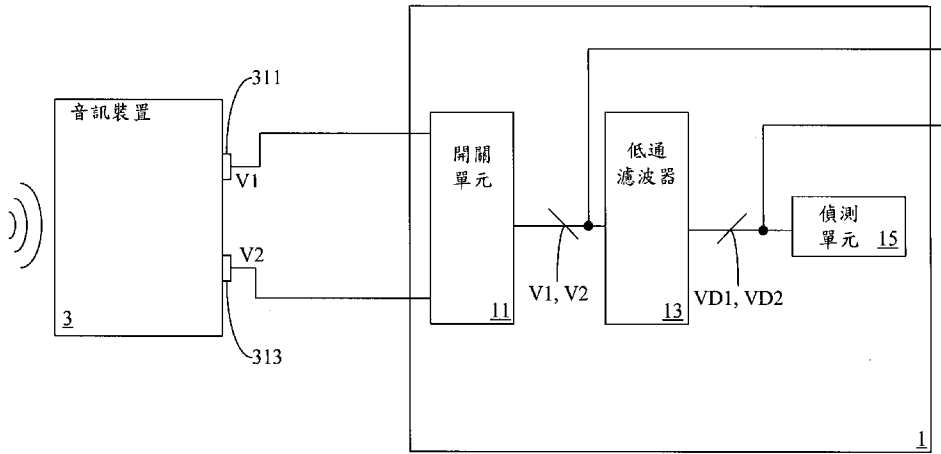 音訊裝置
311
V1
V2
313
3
開關
單元
11
V1, V2
低通
濾波器
13
VD1, VD2
偵測
單元
15
1